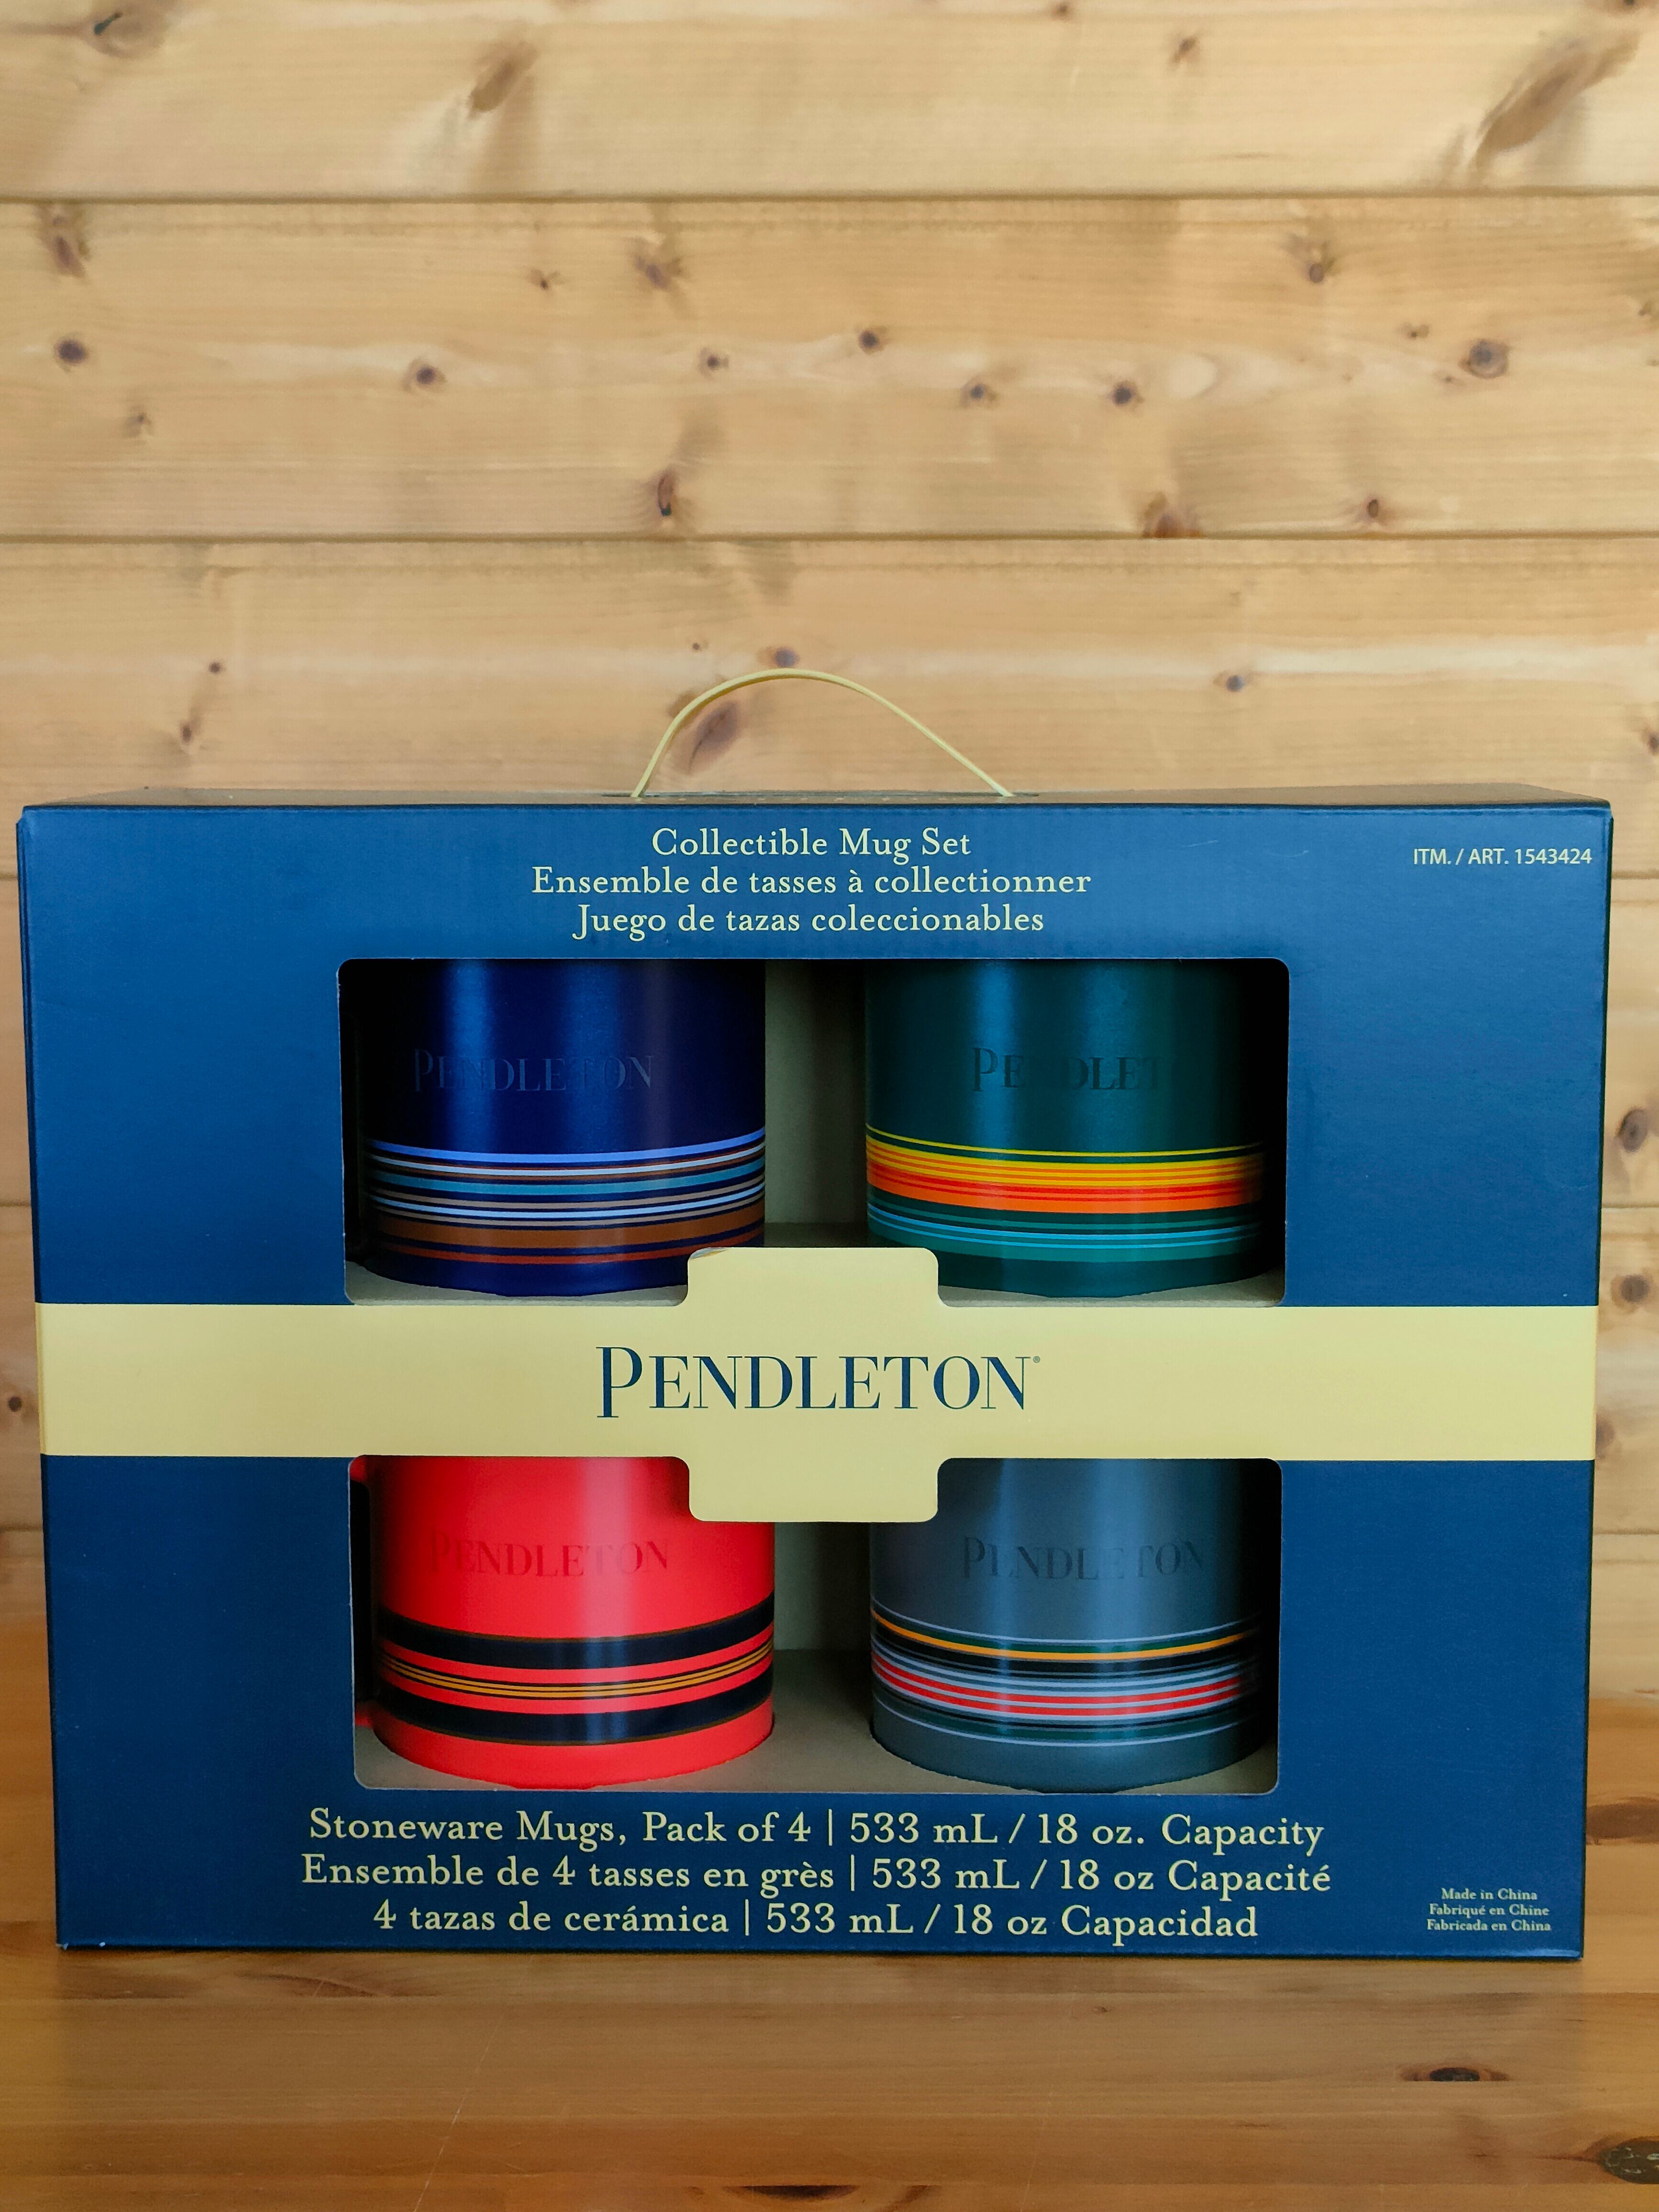 Collectible Mug Set
Ensemble de tasses à collectionner
Juego de tazas coleccionables
ITM. / ART. 1543424
PENDLETON
PENDLET
PENDLETON®
PENDLETON
PENDLETON
Stoneware Mugs, Pack of 4 | 533 mL / 18 oz. Capacity
Ensemble de 4 tasses en grès | 533 mL / 18 oz Capacité
4 tazas de cerámica | 533 mL / 18 oz Capacidad
Made in China
Fabriqué en Chine
Fabricada en China